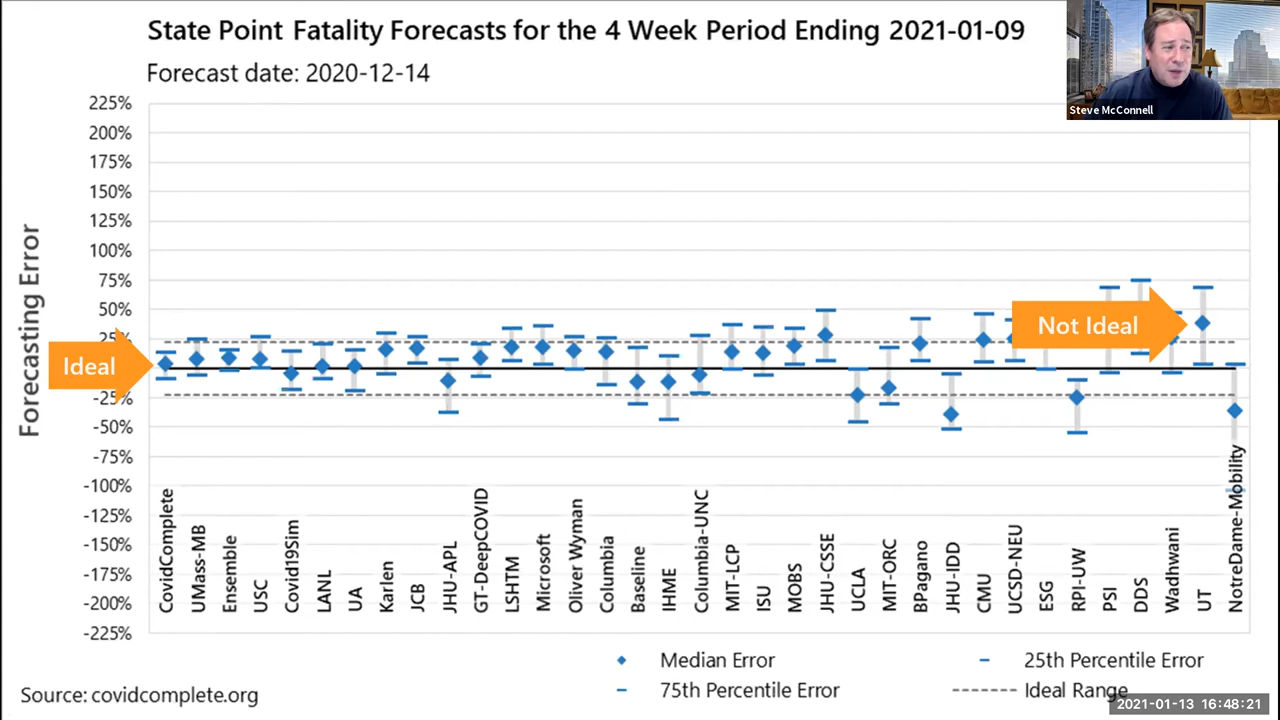 State Point Fatality Forecasts for the 4 Week Period Ending 2021-01-09
Forecast date: 2020-12-14
Steve McConnell
Forecasting Error
225%
200%
175%
150%
125%
100%
75%
50%
25%
0%
-25%
-50%
-75%
-100%
-125%
-150%
-175%
-200%
-225%
Ideal
Not Ideal
CovidComplete
UMass-MB
Ensemble
USC
Covid19Sim
LANL
UA
Karlen
JCB
JHU-APL
GT-DeepCOVID
LSHTM
Microsoft
Oliver Wyman
Columbia
Baseline
IHME
Columbia-UNC
MIT-LCP
ISU
MOBS
JHU-CSSE
UCLA
MIT-ORC
BPagano
JHU-IDD
CMU
UCSD-NEU
ESG
RPI-UW
PSI
DDS
Wadhwani
UT
NotreDame-Mobility
Median Error
25th Percentile Error
75th Percentile Error
Ideal Range
Source: covidcomplete.org
2021-01-13 16:48:21